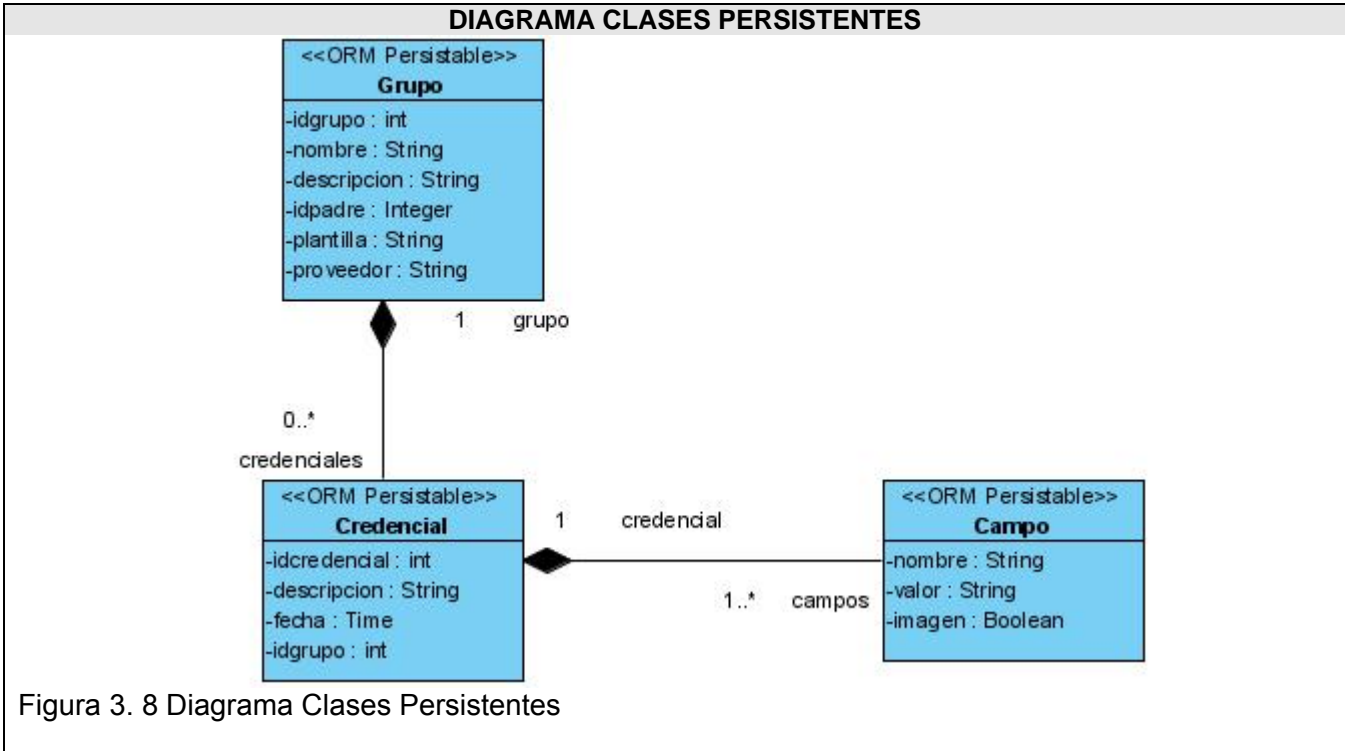 DIAGRAMA CLASES PERSISTENTES
<<ORM Persistable>>
Grupo
-idgrupo : int
-nombre : String
-descripcion : String
-idpadre : Integer
-plantilla : String
-proveedor : String
1 grupo
0..*
credenciales
<<ORM Persistable>>
Credencial
-idcredencial : int
-descripcion : String
-fecha : Time
-idgrupo : int
1 credencial
1..* campos
<<ORM Persistable>>
Campo
-nombre : String
-valor : String
-imagen : Boolean
Figura 3. 8 Diagrama Clases Persistentes